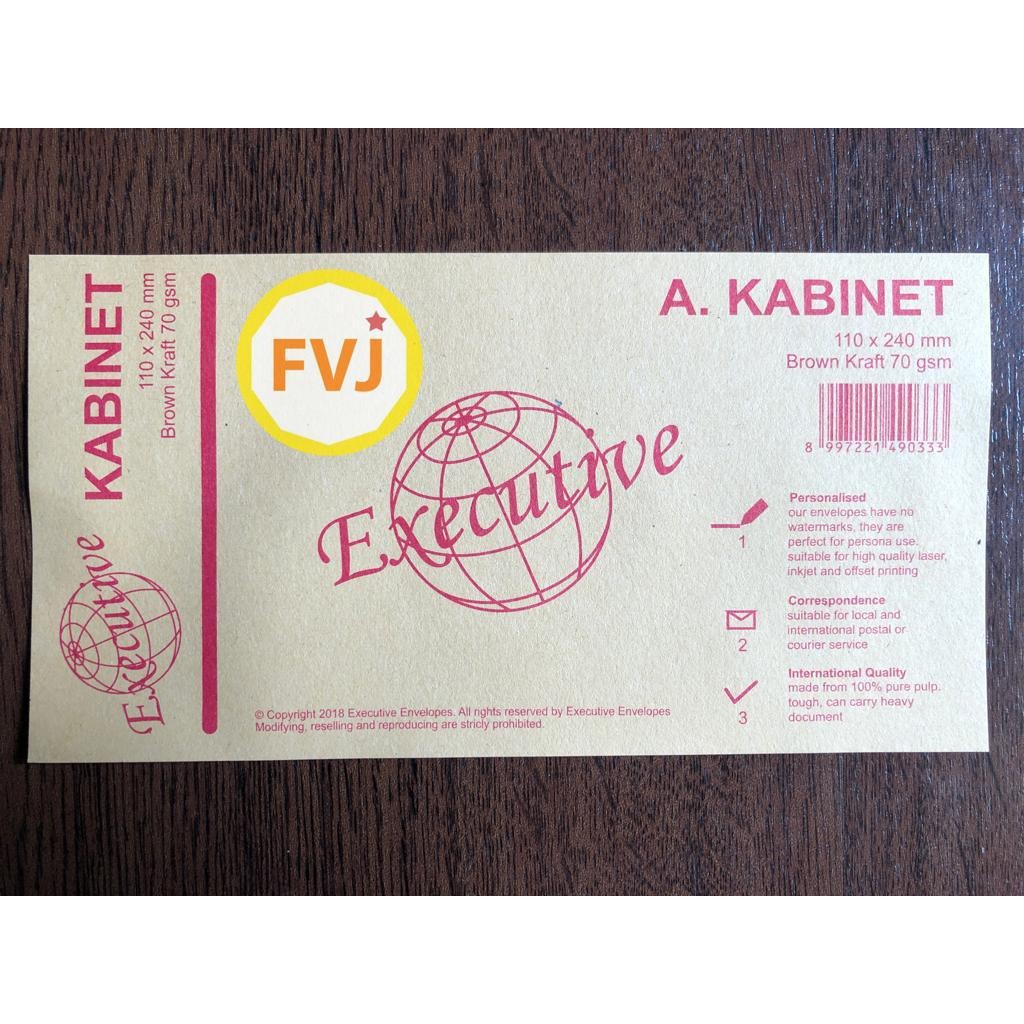 KABINET
110 x 240 mm
Brown Kraft 70 gsm
Executive
FVJ
Executive
A. KABINET
110 x 240 mm
Brown Kraft 70 gsm
8 997221 490333
Personalised
our envelopes have no
watermarks, they are
perfect for persona use.
suitable for high quality laser,
inkjet and offset printing
1
Correspondence
suitable for local and
international postal or
courier service
2
International Quality
made from 100% pure pulp.
tough, can carry heavy
document
3
© Copyright 2018 Executive Envelopes. All rights reserved by Executive Envelopes
Modifying, reselling and reproducing are stricly prohibited.